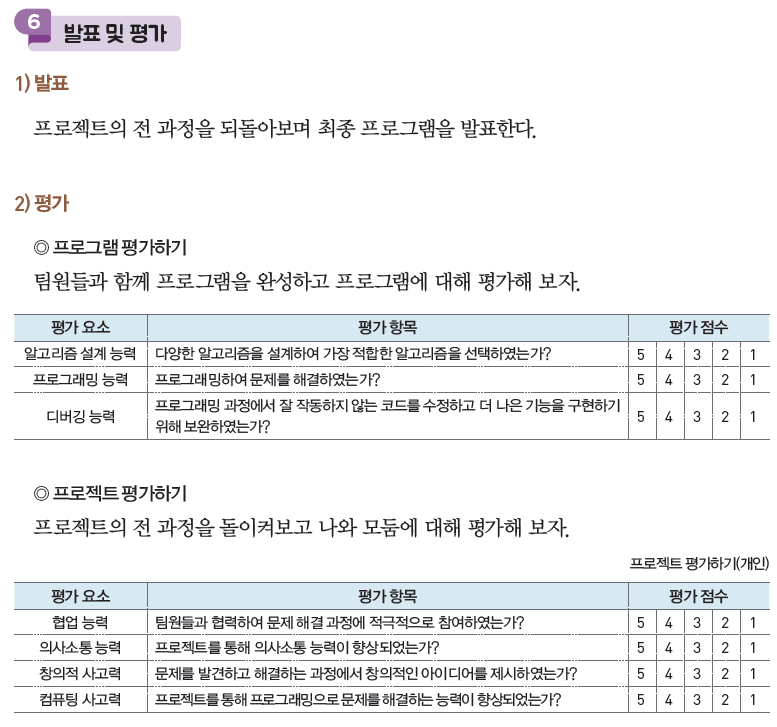 6 발표 및 평가
1) 발표
프로젝트의 전 과정을 되돌아보며 최종 프로그램을 발표한다.
2) 평가
◎ 프로그램 평가하기
팀원들과 함께 프로그램을 완성하고 프로그램에 대해 평가해 보자.
평가 요소 평가 항목 평가 점수
알고리즘 설계 능력 다양한 알고리즘을 설계하여 가장 적합한 알고리즘을 선택하였는가? 5 4 3 2 1
프로그래밍 능력 프로그래밍하여 문제를 해결하였는가? 5 4 3 2 1
디버깅 능력 프로그래밍 과정에서 잘 작동하지 않는 코드를 수정하고 더 나은 기능을 구현하기
위해 보완하였는가? 5 4 3 2 1
◎ 프로젝트 평가하기
프로젝트의 전 과정을 돌이켜보고 나와 모둠에 대해 평가해 보자.
프로젝트 평가하기(개인)
평가 요소 평가 항목 평가 점수
협업 능력 팀원들과 협력하여 문제 해결 과정에 적극적으로 참여하였는가? 5 4 3 2 1
의사소통 능력 프로젝트를 통해 의사소통 능력이 향상되었는가? 5 4 3 2 1
창의적 사고력 문제를 발견하고 해결하는 과정에서 창의적인 아이디어를 제시하였는가? 5 4 3 2 1
컴퓨팅 사고력 프로젝트를 통해 프로그래밍으로 문제를 해결하는 능력이 향상되었는가? 5 4 3 2 1